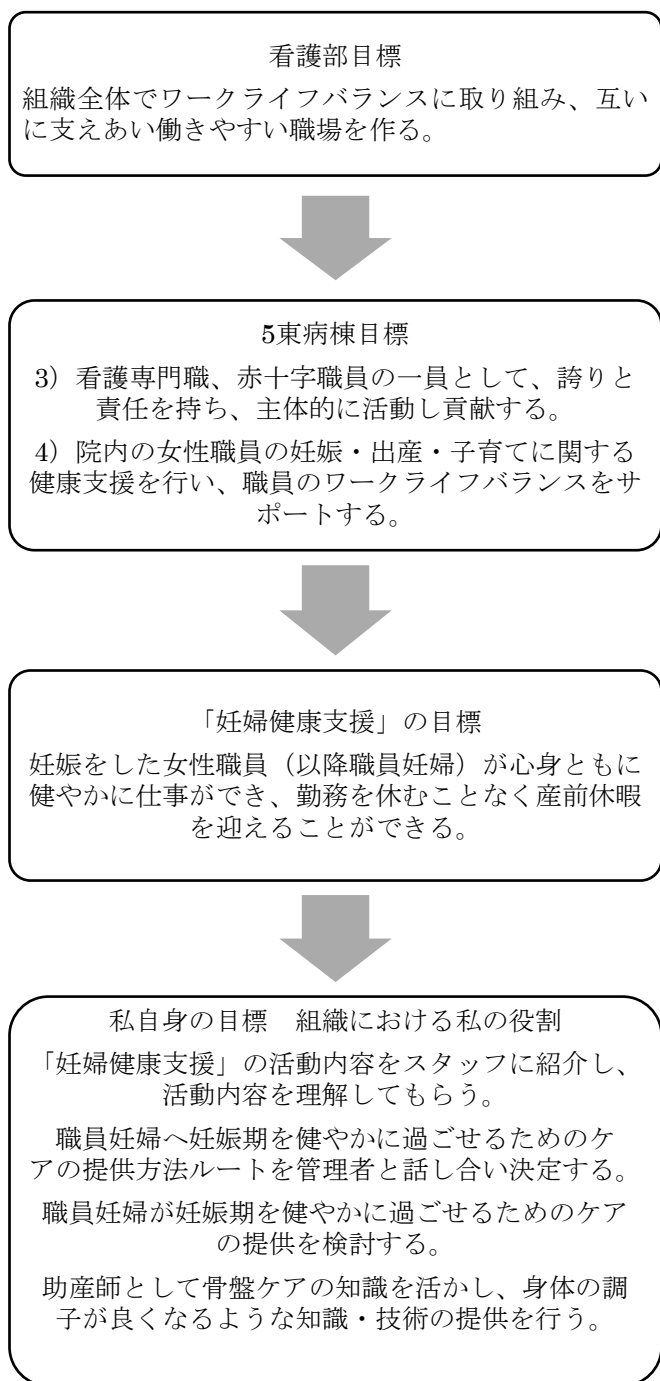 看護部目標
組織全体でワークライフバランスに取り組み、互い
に支えあい働きやすい職場を作る。
5東病棟目標
3）看護専門職、赤十字職員の一員として、誇りと
責任を持ち、主体的に活動し貢献する。
4）院内の女性職員の妊娠・出産・子育てに関する
健康支援を行い、職員のワークライフバランスをサ
ポートする。
「妊婦健康支援」の目標
妊娠をした女性職員（以降職員妊婦）が心身ともに
健やかに仕事ができ、勤務を休むことなく産前休暇
を迎えることができる。
私自身の目標　組織における私の役割
「妊婦健康支援」の活動内容をスタッフに紹介し、
活動内容を理解してもらう。
職員妊婦へ妊娠期を健やかに過ごせるためのケ
アの提供方法ルートを管理者と話し合い決定する。
職員妊婦が妊娠期を健やかに過ごせるためのケア
の提供を検討する。
助産師として骨盤ケアの知識を活かし、身体の調
子が良くなるような知識・技術の提供を行う。